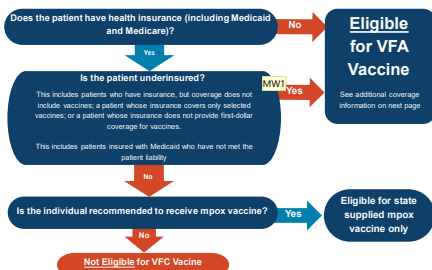 Does the patient have health insurance (including Medicaid
and Medicare)?
No
Eligible
for VFA
Vaccine
See additional coverage
information on next page
Yes
Is the patient underinsured?
This includes patients who have insurance, but coverage does not
include vaccines; a patient whose insurance covers only selected
vaccines; or a patient whose insurance does not provide first-dollar
coverage for vaccines.
This includes patients insured with Medicaid who have not met the
patient liability
MW1
Yes
No
Is the individual recommended to receive mpox vaccine?
Yes
Eligible for state
supplied mpox
vaccine only
No
Not Eligible for VFC Vacine